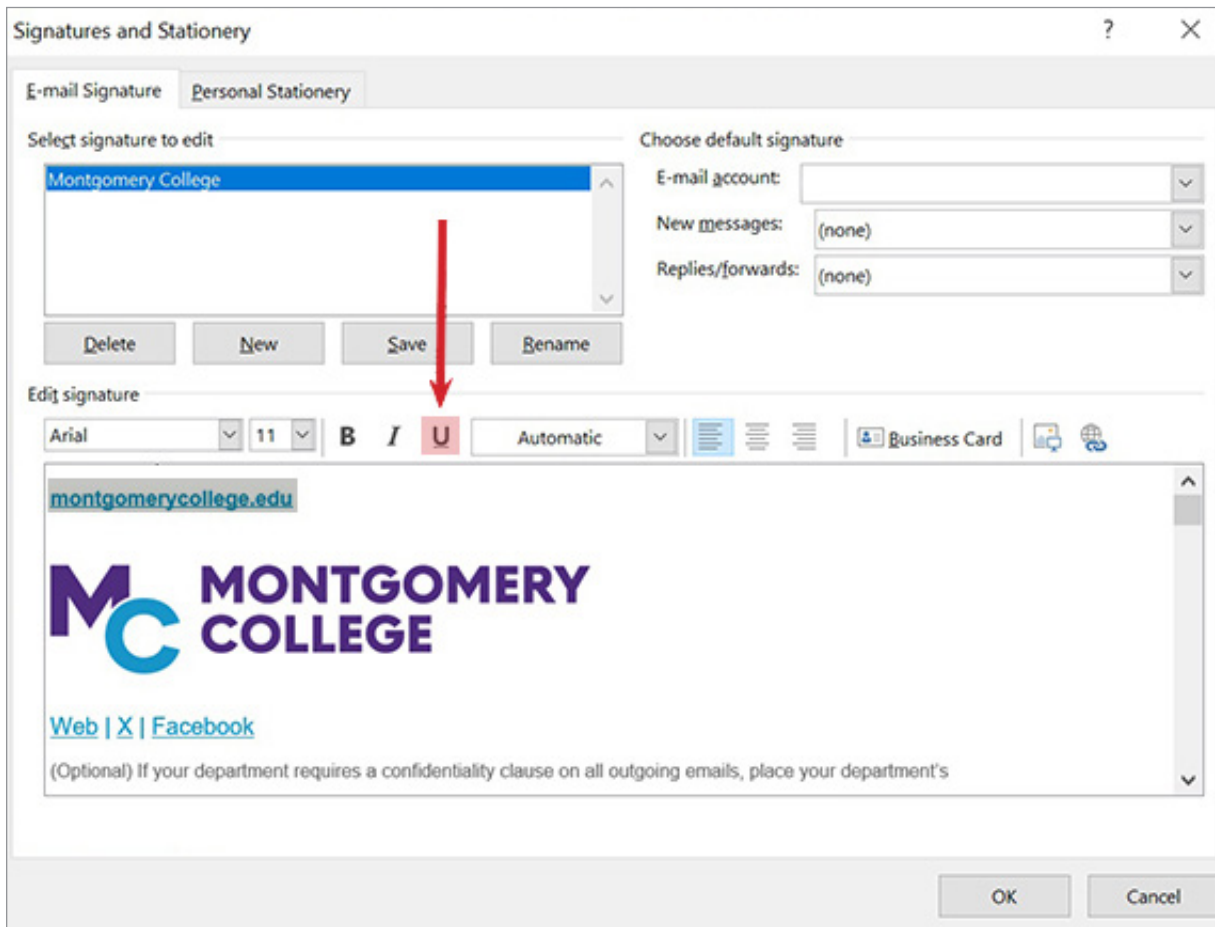 Signatures and Stationery ?
E-mail Signature Personal Stationery
Select signature to edit
Montgomery College
Delete New Save Rename
Choose default signature
E-mail account:
New messages: (none)
Replies/forwards: (none)
Edit signature
Arial 11 B I U Automatic Business Card
montgomerycollege.edu
MC MONTGOMERY
COLLEGE
Web | X | Facebook
(Optional) If your department requires a confidentiality clause on all outgoing emails, place your department's
OK Cancel